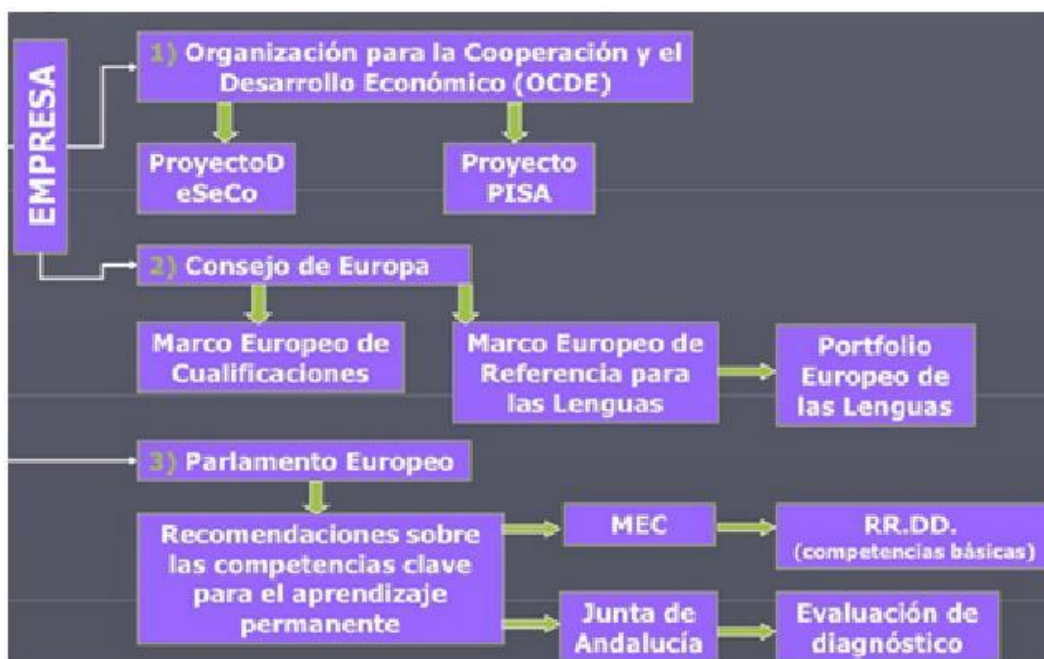 EMPRESA
1) Organización para la Cooperación y el
Desarrollo Económico (OCDE)
ProyectoD
eSeCo
Proyecto
PISA
2) Consejo de Europa
Marco Europeo de
Cualificaciones
Marco Europeo de
Referencia para
las Lenguas
Portfolio
Europeo de
las Lenguas
3) Parlamento Europeo
Recomendaciones sobre
las competencias clave
para el aprendizaje
permanente
MEC
RR.DD.
(competencias básicas)
Junta de
Andalucía
Evaluación de
diagnóstico